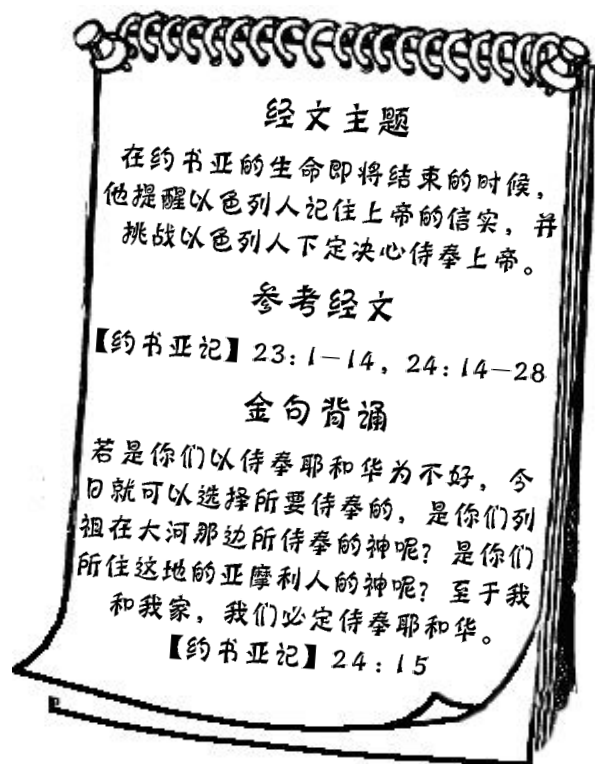 经文主题
在约书亚的生命即将结束的时候，
他提醒以色列人记住上帝的信实，并
挑战以色列人下定决心侍奉上帝。
参考经文
【约书亚记】23：1－14，24：14－28
金句背诵
若是你们以侍奉耶和华为不好，今
日就可以选择所要侍奉的，是你们列
祖在大河那边所侍奉的神呢？是你们
所住这地的亚摩利人的神呢？至于我
和我家，我们必定侍奉耶和华。
【约书亚记】24：15